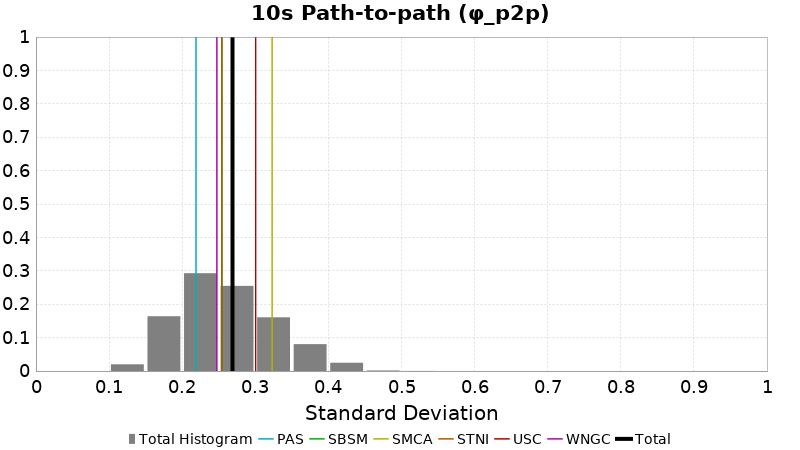 10s Path-to-path (φ_p2p)
1
0.9
0.8
0.7
0.6
0.5
0.4
0.3
0.2
0.1
0
0 0.1 0.2 0.3 0.4 0.5 0.6 0.7 0.8 0.9 1
Standard Deviation
Total Histogram PAS SBSM SMCA STNI USC WNGC Total